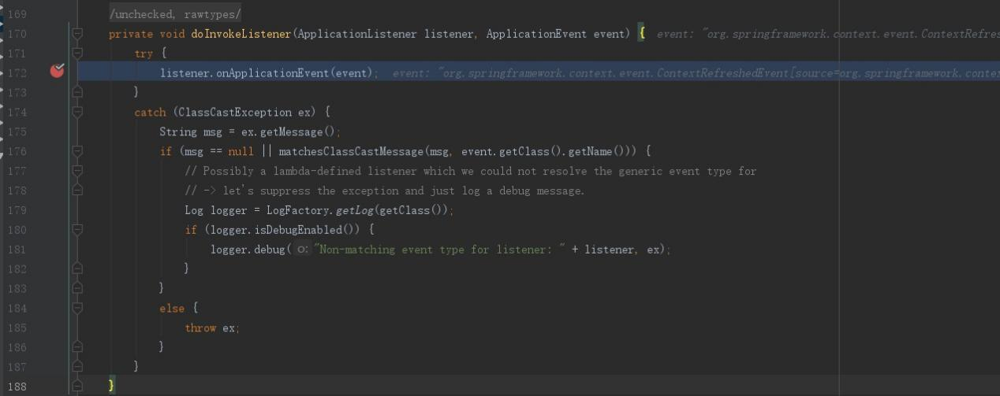 169 /unchecked, rawtypes/
170 private void doInvokeListener(ApplicationListener listener, ApplicationEvent event) { event: "org.springframework.context.event.ContextRefres
171 try {
172 listener.onApplicationEvent(event); event: "org.springframework.context.event.ContextRefreshedEvent[source=org.springframework.conte
173 }
174 catch (ClassCastException ex) {
175 String msg = ex.getMessage();
176 if (msg == null || matchesClassCastMessage(msg, event.getClass().getName())) {
177 // Possibly a lambda-defined listener which we could not resolve the generic event type for
178 // -> let's suppress the exception and just log a debug message.
179 Log logger = LogFactory.getLog(getClass());
180 if (logger.isDebugEnabled()) {
181 logger.debug( o: "Non-matching event type for listener: " + listener, ex);
182 }
183 }
184 else {
185 throw ex;
186 }
187 }
188 }